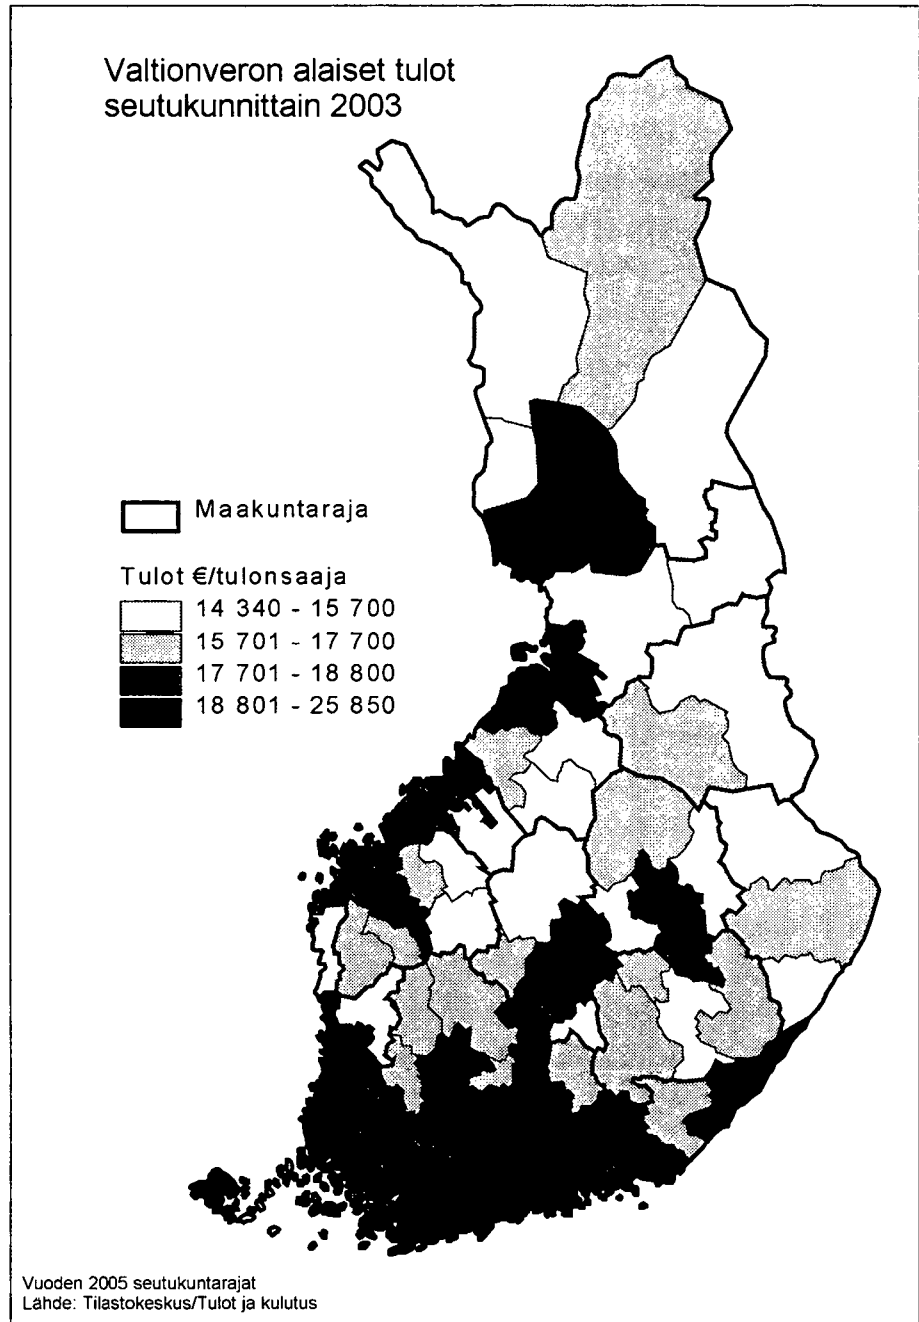 Valtionveron alaiset tulot
seutukunnittain 2003
Maakuntaraja
Tulot €/tulonsaaja
14 340 - 15 700
15 701 - 17 700
17 701 - 18 800
18 801 - 25 850
Vuoden 2005 seutukuntarajat
Lähde: Tilastokeskus/Tulot ja kulutus